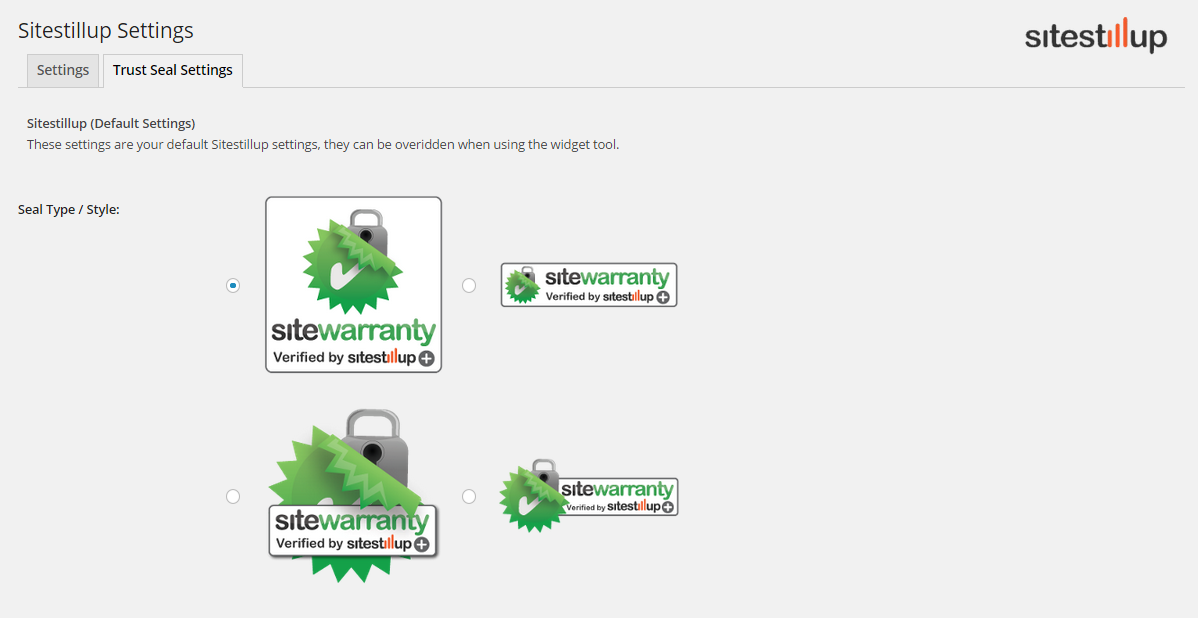 Sitestillup Settings
sitestillup
Settings
Trust Seal Settings
Sitestillup (Default Settings)
These settings are your default Sitestillup settings, they can be overidden when using the widget tool.
Seal Type / Style:
sitewarranty
Verified by sitestillup
sitewarranty
Verified by sitestillup
sitewarranty
Verified by sitestillup
sitewarranty
Verified by sitestillup